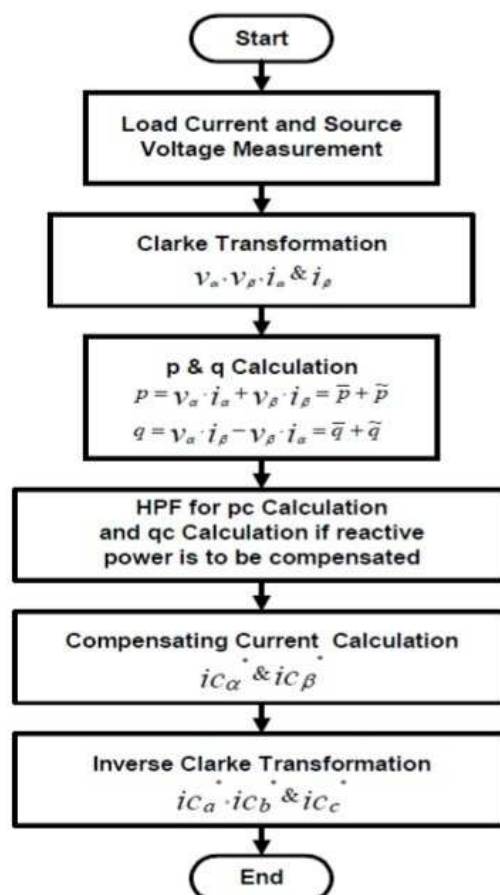 Start
Load Current and Source
Voltage Measurement
Clarke Transformation
vα.vβ.iα & iβ
p & q Calculation
p = vα · iα + vβ · iβ = p̅ + p̃
q = vα · iβ − vβ · iα = q̅ + q̃
HPF for pc Calculation
and qc Calculation if reactive
power is to be compensated
Compensating Current Calculation
icα* & icβ*
Inverse Clarke Transformation
ica*.icb* & icc*
End